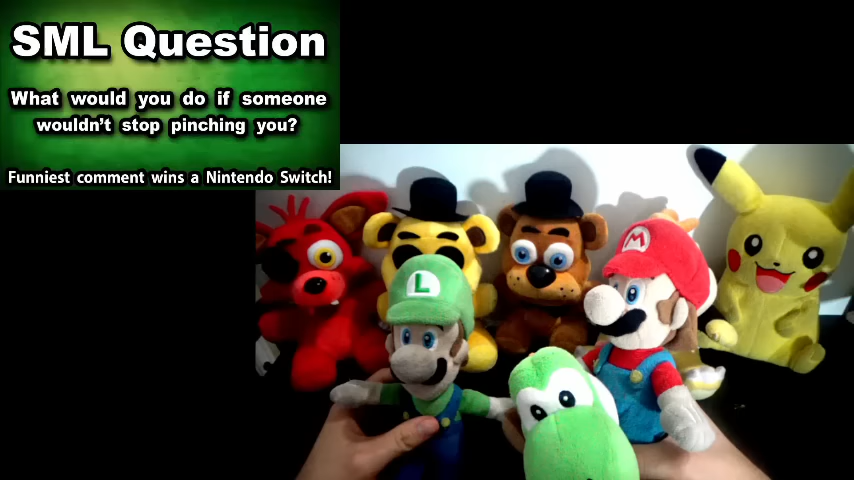 SML Question
What would you do if someone
wouldn't stop pinching you?
Funniest comment wins a Nintendo Switch!
L
M